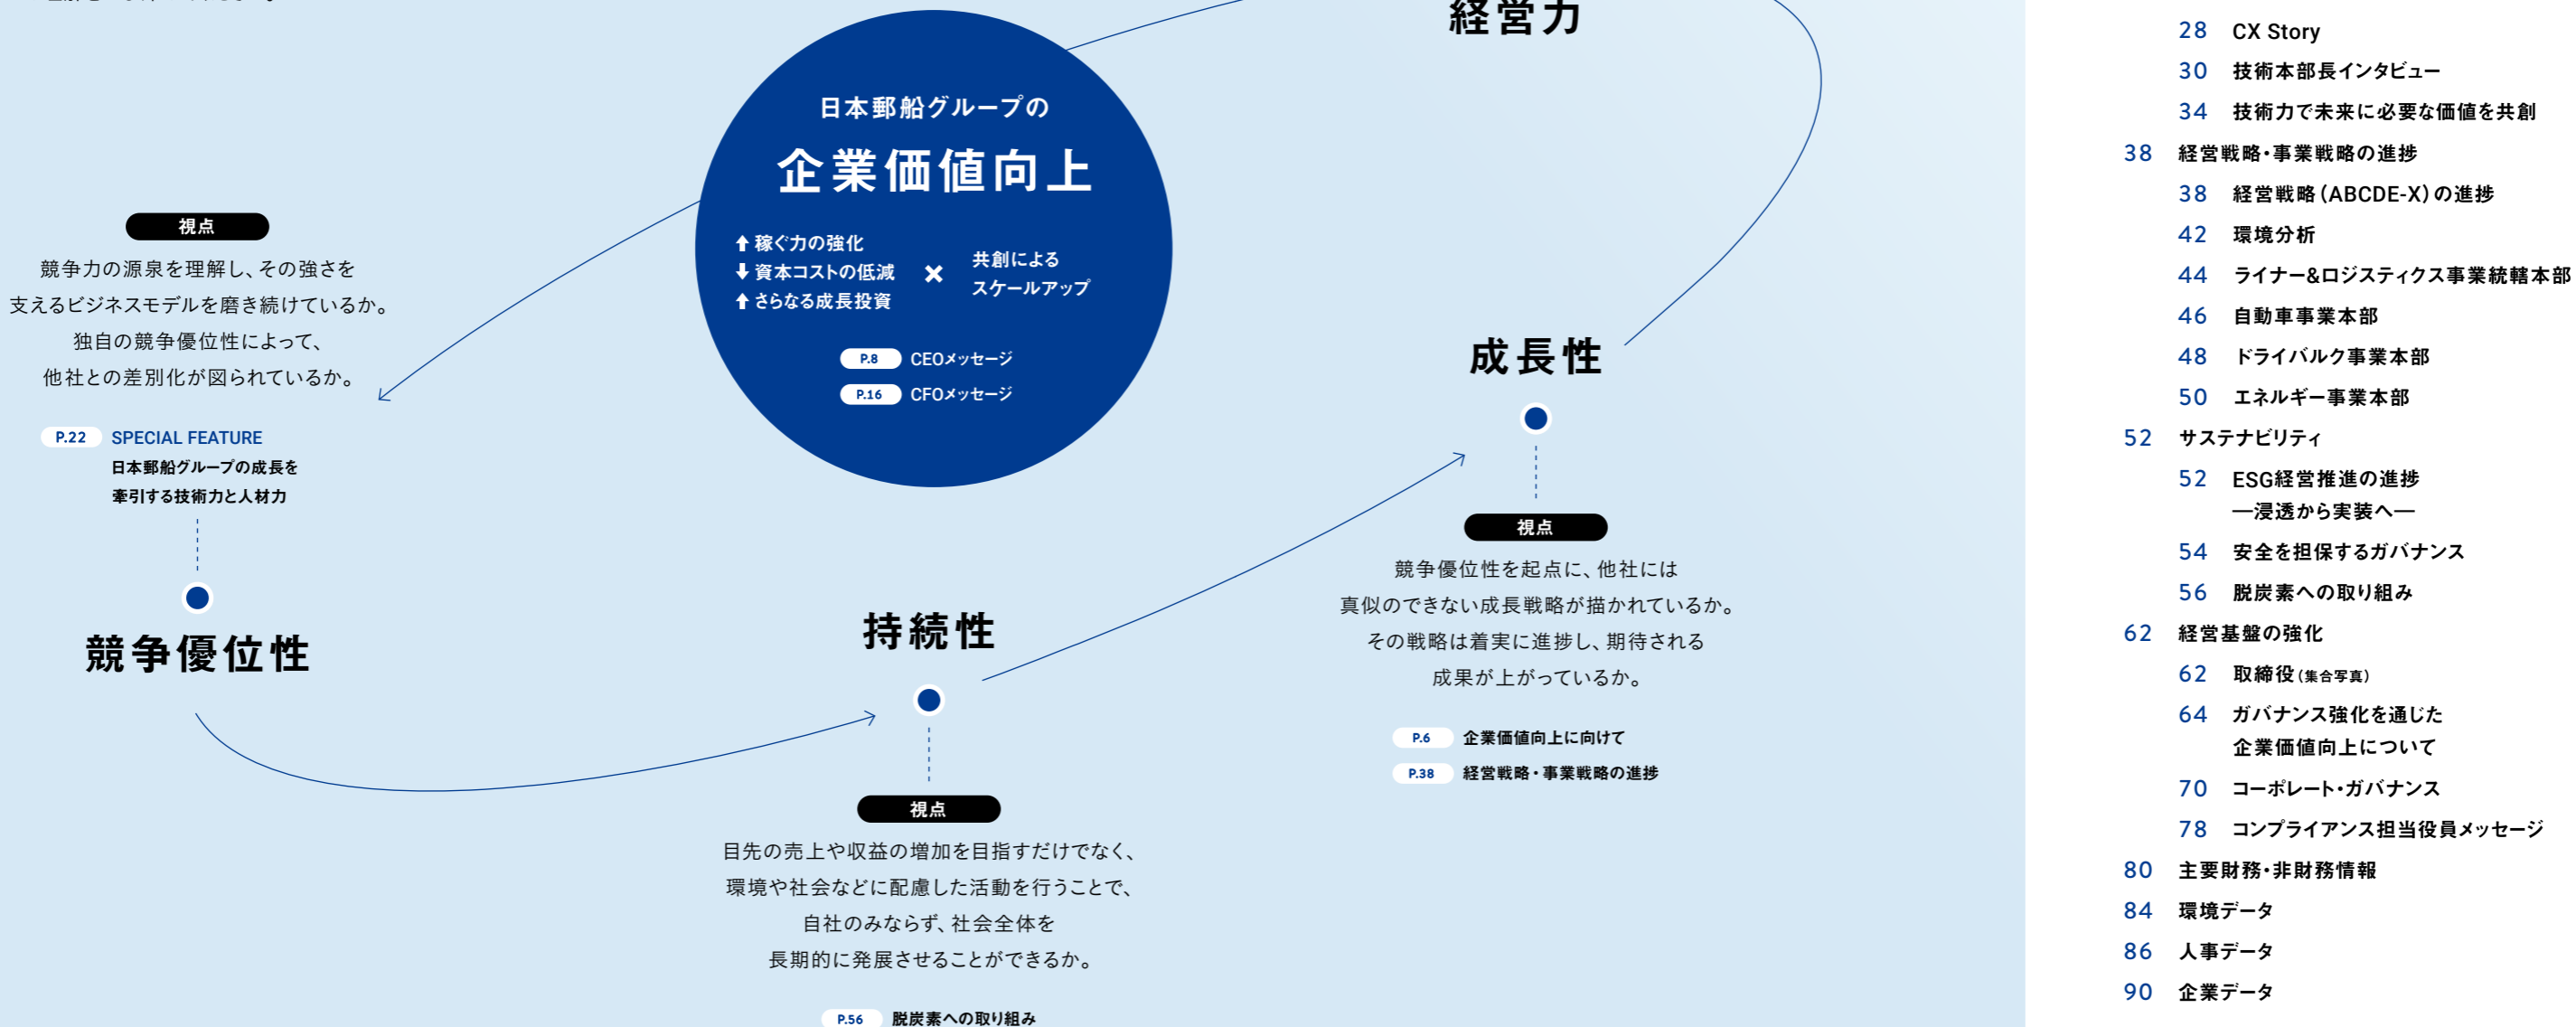 経営力
日本郵船グループの
企業価値向上
稼ぐ力の強化
資本コストの低減
さらなる成長投資
×
共創による
スケールアップ
P.8 CEOメッセージ
P.16 CFOメッセージ
視点
競争力の源泉を理解し、その強さを
支えるビジネスモデルを磨き続けているか。
独自の競争優位性によって、
他社との差別化が図られているか。
P.22 SPECIAL FEATURE
日本郵船グループの成長を
牽引する技術力と人材力
競争優位性
持続性
視点
目先の売上や収益の増加を目指すだけでなく、
環境や社会などに配慮した活動を行うことで、
自社のみならず、社会全体を
長期的に発展させることができるか。
P.56 脱炭素への取り組み
成長性
視点
競争優位性を起点に、他社には
真似のできない成長戦略が描かれているか。
その戦略は着実に進捗し、期待される
成果が上がっているか。
P.6 企業価値向上に向けて
P.38 経営戦略・事業戦略の進捗
28 CX Story
30 技術本部長インタビュー
34 技術力で未来に必要な価値を共創
38 経営戦略・事業戦略の進捗
38 経営戦略（ABCDE-X）の進捗
42 環境分析
44 ライナー&ロジスティクス事業統轄本部
46 自動車事業本部
48 ドライバルク事業本部
50 エネルギー事業本部
52 サステナビリティ
52 ESG経営推進の進捗
―浸透から実装へ―
54 安全を担保するガバナンス
56 脱炭素への取り組み
62 経営基盤の強化
62 取締役（集合写真）
64 ガバナンス強化を通じた
企業価値向上について
70 コーポレート・ガバナンス
78 コンプライアンス担当役員メッセージ
80 主要財務・非財務情報
84 環境データ
86 人事データ
90 企業データ